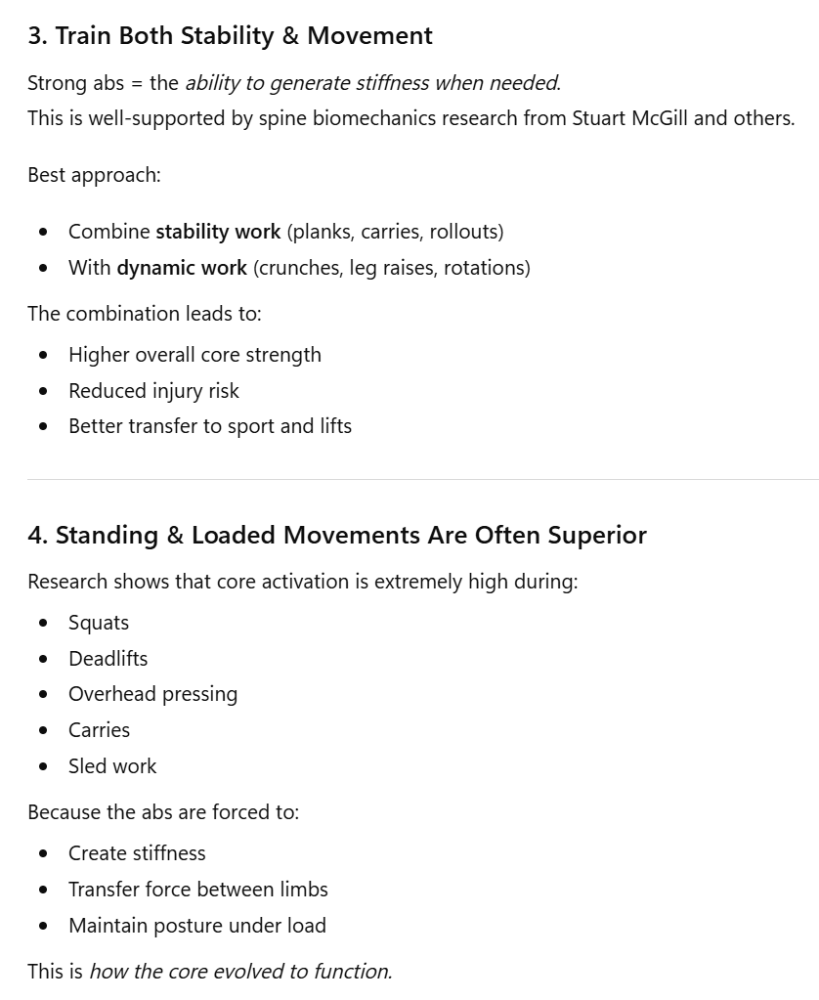 3. Train Both Stability & Movement
Strong abs = the ability to generate stiffness when needed.
This is well-supported by spine biomechanics research from Stuart McGill and others.
Best approach:
• Combine stability work (planks, carries, rollouts)
• With dynamic work (crunches, leg raises, rotations)
The combination leads to:
• Higher overall core strength
• Reduced injury risk
• Better transfer to sport and lifts
4. Standing & Loaded Movements Are Often Superior
Research shows that core activation is extremely high during:
• Squats
• Deadlifts
• Overhead pressing
• Carries
• Sled work
Because the abs are forced to:
• Create stiffness
• Transfer force between limbs
• Maintain posture under load
This is how the core evolved to function.